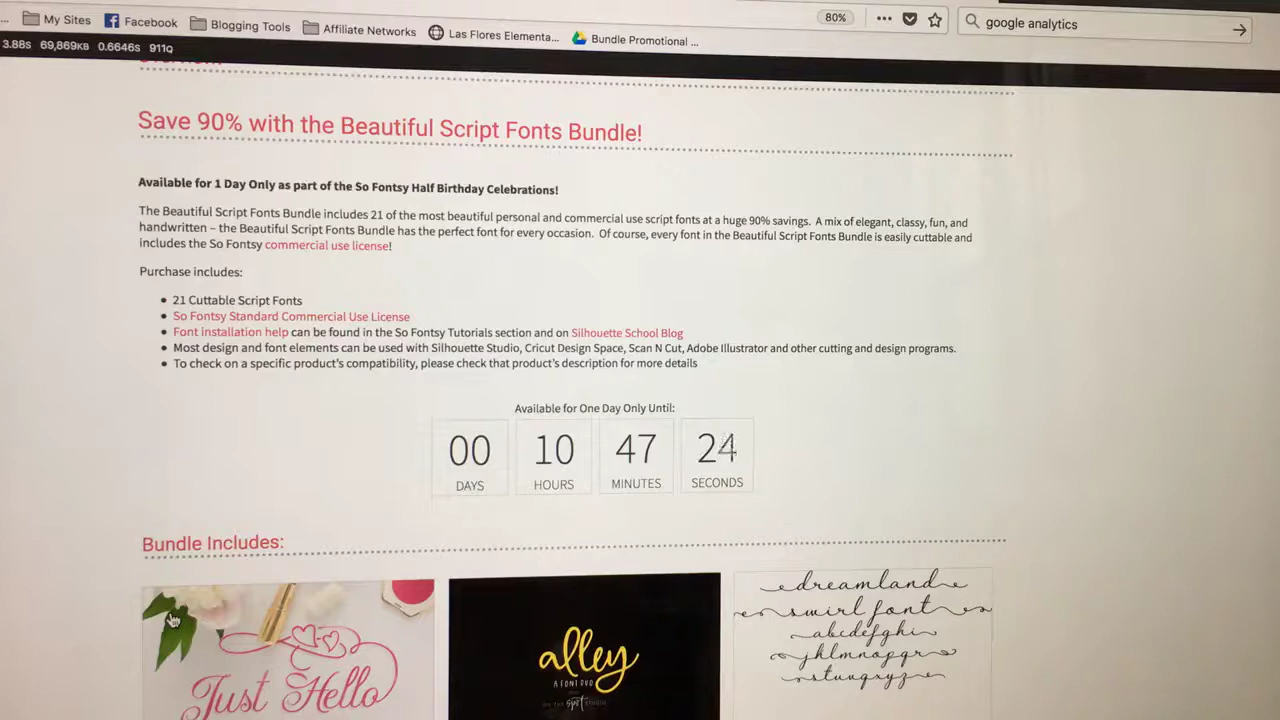 ... My Sites Facebook Blogging Tools Affiliate Networks Las Flores Elementa... Bundle Promotional ... 80% ••• google analytics
3.88s 69,869KB 0.6646s 911Q
Save 90% with the Beautiful Script Fonts Bundle!
Available for 1 Day Only as part of the So Fontsy Half Birthday Celebrations!
The Beautiful Script Fonts Bundle includes 21 of the most beautiful personal and commercial use script fonts at a huge 90% savings. A mix of elegant, classy, fun, and
handwritten – the Beautiful Script Fonts Bundle has the perfect font for every occasion. Of course, every font in the Beautiful Script Fonts Bundle is easily cuttable and
includes the So Fontsy commercial use license!
Purchase includes:
• 21 Cuttable Script Fonts
• So Fontsy Standard Commercial Use License
• Font installation help can be found in the So Fontsy Tutorials section and on Silhouette School Blog
• Most design and font elements can be used with Silhouette Studio, Cricut Design Space, Scan N Cut, Adobe Illustrator and other cutting and design programs.
• To check on a specific product's compatibility, please check that product's description for more details
Available for One Day Only Until:
00 10 47 24
DAYS HOURS MINUTES SECONDS
Bundle Includes:
Just Hello
alley
A FONT DUO
spot
dreamland
swirl font
abcdefghi
jklmnopqr
stuvwxyz